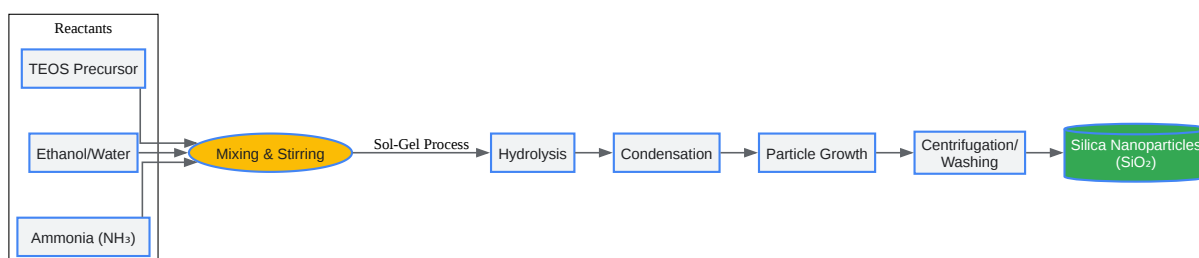 Reactants
TEOS Precursor
Ethanol/Water
Ammonia (NH₃)
Mixing & Stirring
Sol-Gel Process
Hydrolysis
Condensation
Particle Growth
Centrifugation/
Washing
Silica Nanoparticles
(SiO₂)